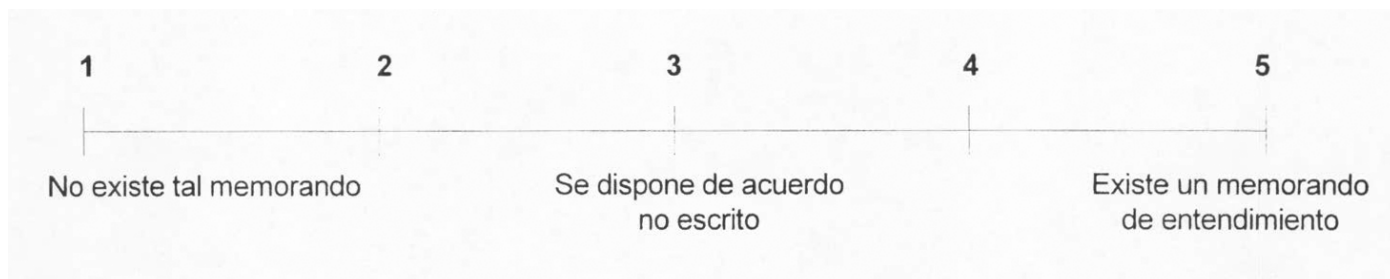 1 2 3 4 5
No existe tal memorando Se dispone de acuerdo Existe un memorando
no escrito de entendimiento